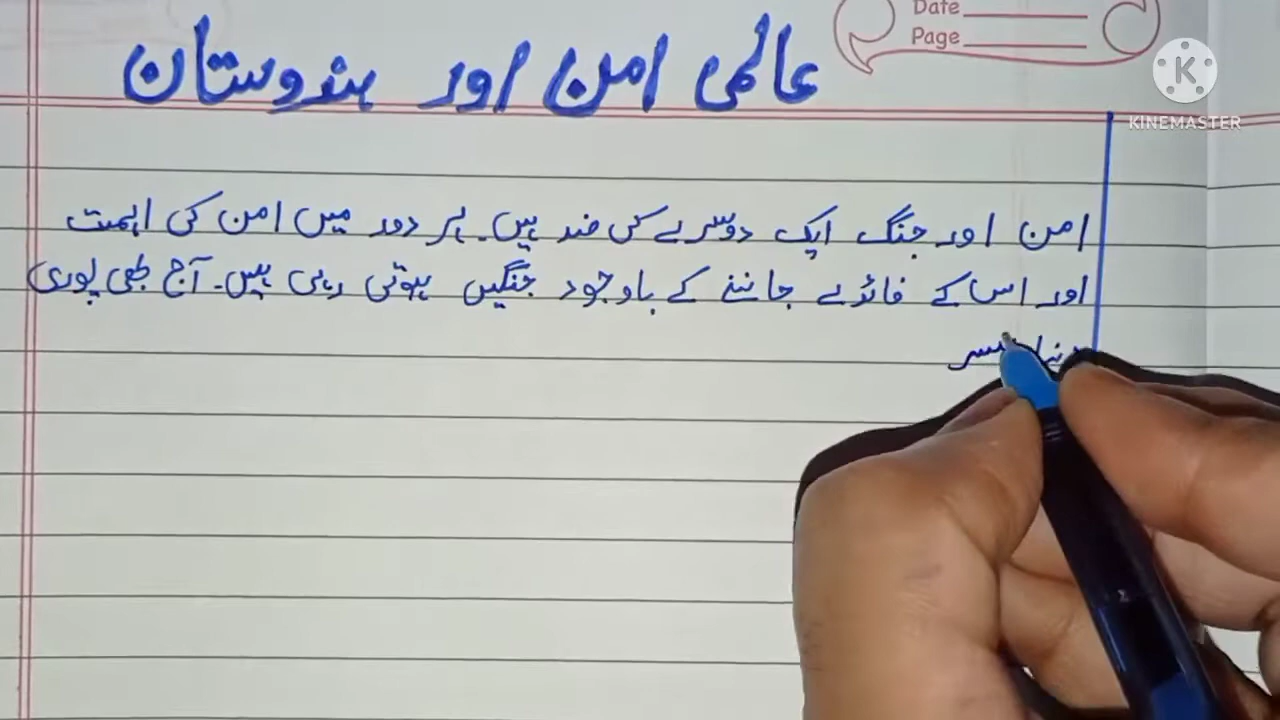 Date
Page
KINEMASTER
عالمی امن اور ہندوستان
امن اور جنگ ایک دوسرے کی ضد ہیں۔ ہر دور میں امن کی اہمیت
اور اس کے فائدے جاننے کے باوجود جنگیں ہوتی رہی ہیں۔ آج بھی پوری
دنیا